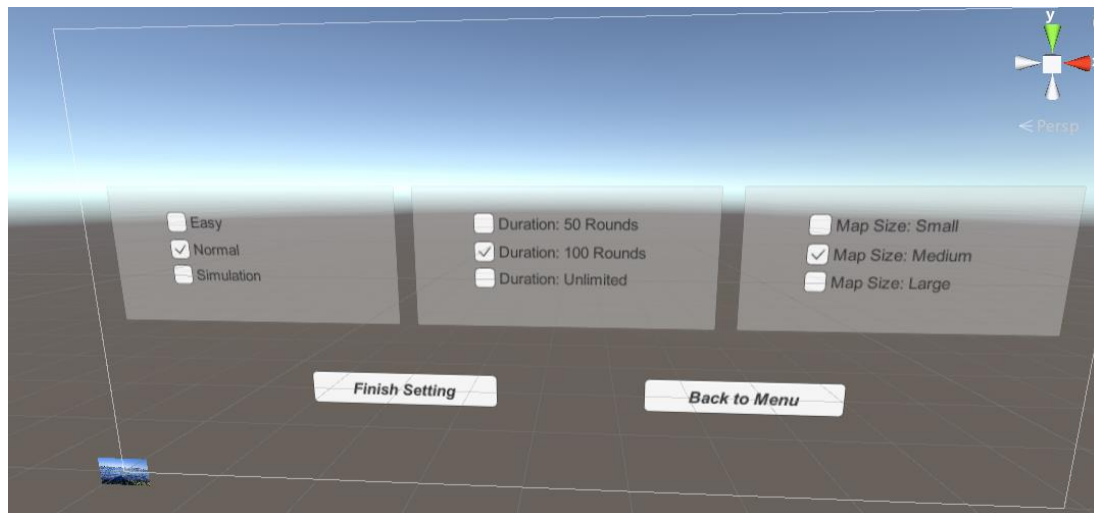 y
x
Persp
Easy
Normal
Simulation
Duration: 50 Rounds
Duration: 100 Rounds
Duration: Unlimited
Map Size: Small
Map Size: Medium
Map Size: Large
Finish Setting
Back to Menu